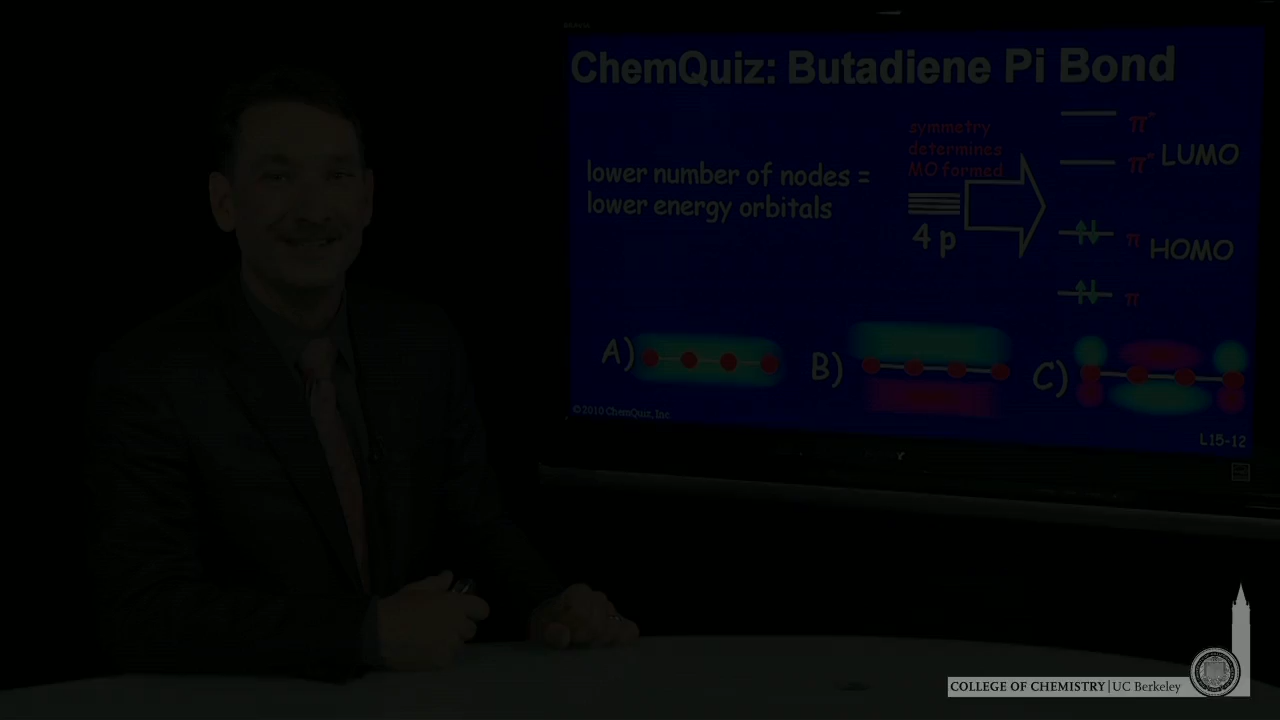 ChemQuiz: Butadiene Pi Bond
lower number of nodes =
lower energy orbitals
symmetry
determines
MO formed
4 p
π*
π* LUMO
π HOMO
π
A)
B)
C)
© 2010 ChemQuiz, Inc.
L15-12
COLLEGE OF CHEMISTRY | UC Berkeley